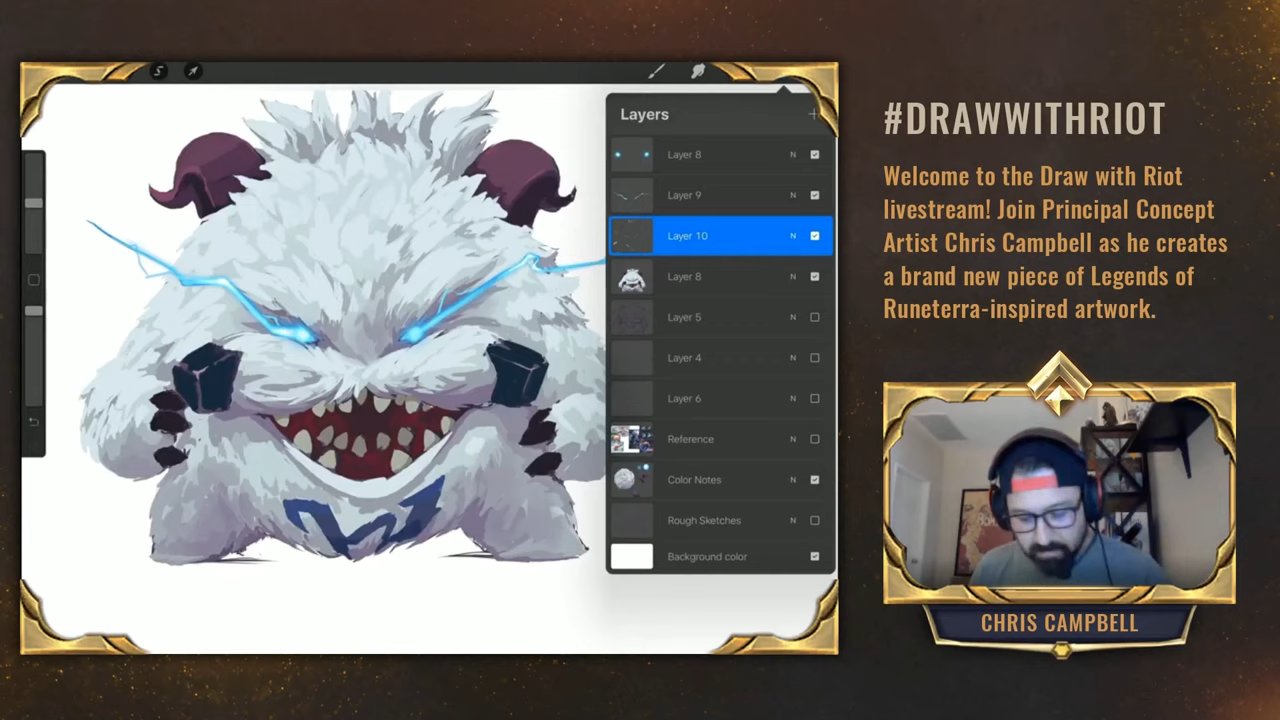 #DRAWWITHRIOT
Welcome to the Draw with Riot
livestream! Join Principal Concept
Artist Chris Campbell as he creates
a brand new piece of Legends of
Runeterra-inspired artwork.
Layers
Layer 8 N
Layer 9 N
Layer 10 N
Layer 8 N
Layer 5 N
Layer 4 N
Layer 6 N
Reference N
Color Notes N
Rough Sketches N
Background color
CHRIS CAMPBELL